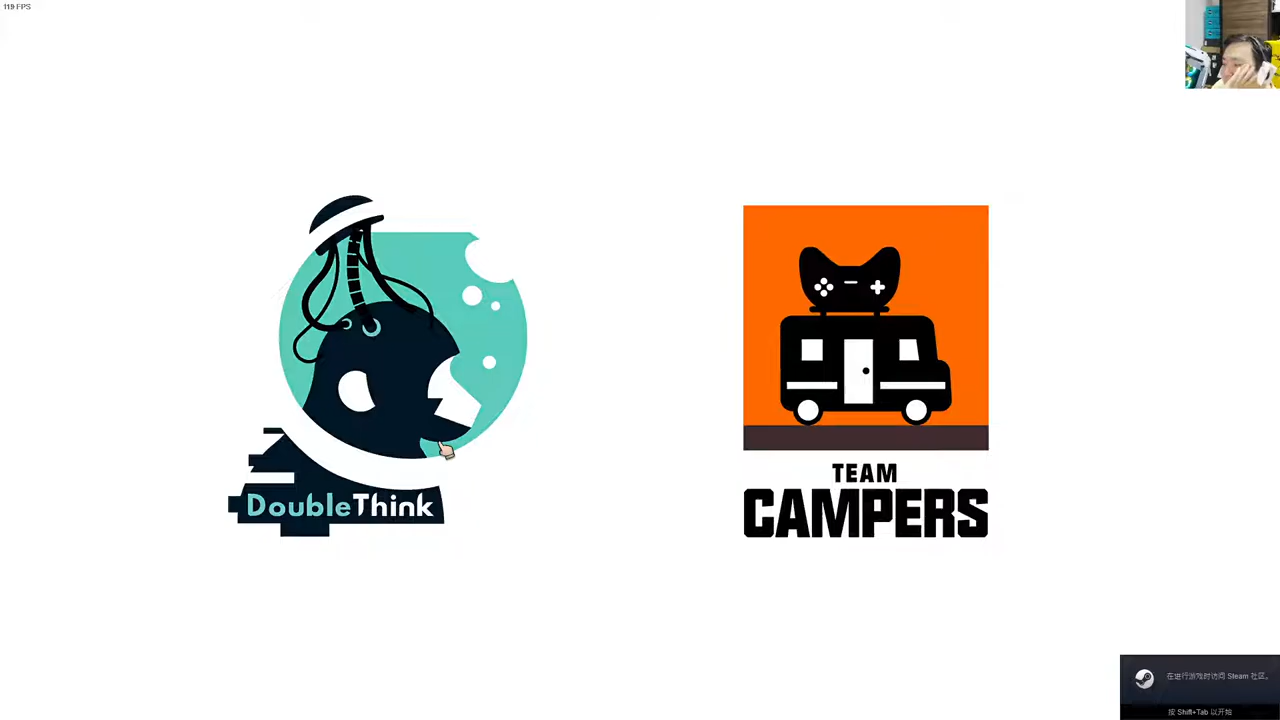 119 FPS
DoubleThink
TEAM
CAMPERS
在进行游戏时访问 Steam 社区。
按 Shift+Tab 以开始